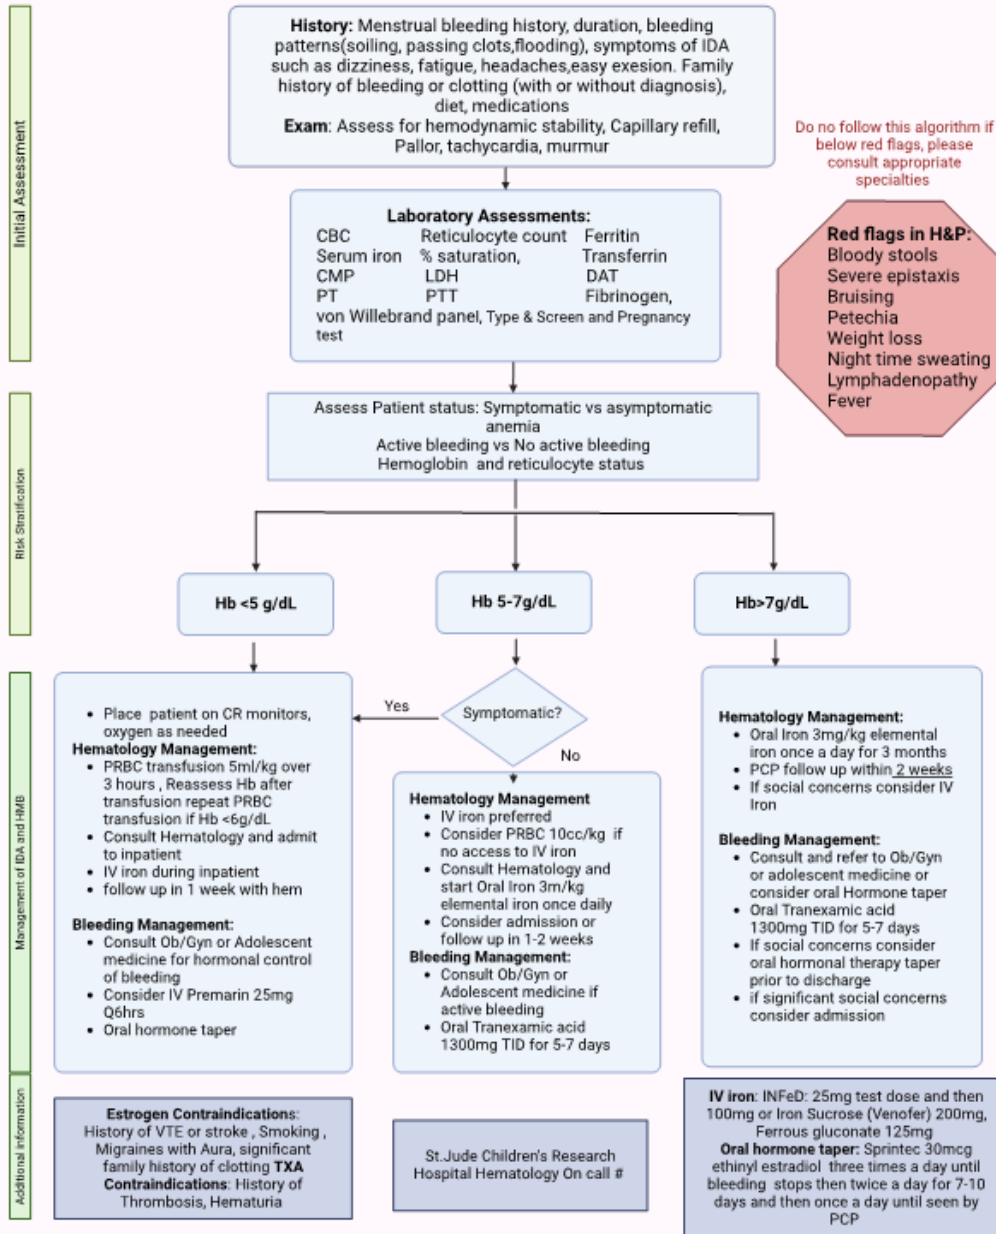 Initial Assessment
History: Menstrual bleeding history, duration, bleeding
patterns(soiling, passing clots,flooding), symptoms of IDA
such as dizziness, fatigue, headaches,easy exesion. Family
history of bleeding or clotting (with or without diagnosis),
diet, medications
Exam: Assess for hemodynamic stability, Capillary refill,
Pallor, tachycardia, murmur
Do no follow this algorithm if
below red flags, please
consult appropriate
specialties
Red flags in H&P:
Bloody stools
Severe epistaxis
Bruising
Petechia
Weight loss
Night time sweating
Lymphadenopathy
Fever
Laboratory Assessments:
CBC Reticulocyte count Ferritin
Serum iron % saturation, Transferrin
CMP LDH DAT
PT PTT Fibrinogen,
von Willebrand panel, Type & Screen and Pregnancy
test
Risk Stratification
Assess Patient status: Symptomatic vs asymptomatic
anemia
Active bleeding vs No active bleeding
Hemoglobin and reticulocyte status
Hb <5 g/dL
Hb 5-7g/dL
Hb>7g/dL
Management of IDA and HMB
• Place patient on CR monitors,
oxygen as needed
Hematology Management:
• PRBC transfusion 5ml/kg over
3 hours , Reassess Hb after
transfusion repeat PRBC
transfusion if Hb <6g/dL
• Consult Hematology and admit
to inpatient
• IV iron during inpatient
• follow up in 1 week with hem
Bleeding Management:
• Consult Ob/Gyn or Adolescent
medicine for hormonal control
of bleeding
• Consider IV Premarin 25mg
Q6hrs
• Oral hormone taper
Yes
Symptomatic?
No
Hematology Management
• IV iron preferred
• Consider PRBC 10cc/kg if
no access to IV iron
• Consult Hematology and
start Oral Iron 3m/kg
elemental iron once daily
• Consider admission or
follow up in 1-2 weeks
Bleeding Management:
• Consult Ob/Gyn or
Adolescent medicine if
active bleeding
• Oral Tranexamic acid
1300mg TID for 5-7 days
Hematology Management:
• Oral Iron 3mg/kg elemental
iron once a day for 3 months
• PCP follow up within 2 weeks
• If social concerns consider IV
Iron
Bleeding Management:
• Consult and refer to Ob/Gyn
or adolescent medicine or
consider oral Hormone taper
• Oral Tranexamic acid
1300mg TID for 5-7 days
• If social concerns consider
oral hormonal therapy taper
prior to discharge
• if significant social concerns
consider admission
Additional information
Estrogen Contraindications:
History of VTE or stroke , Smoking ,
Migraines with Aura, significant
family history of clotting TXA
Contraindications: History of
Thrombosis, Hematuria
St.Jude Children's Research
Hospital Hematology On call #
IV iron: INFeD: 25mg test dose and then
100mg or Iron Sucrose (Venofer) 200mg,
Ferrous gluconate 125mg
Oral hormone taper: Sprintec 30mcg
ethinyl estradiol three times a day until
bleeding stops then twice a day for 7-10
days and then once a day until seen by
PCP